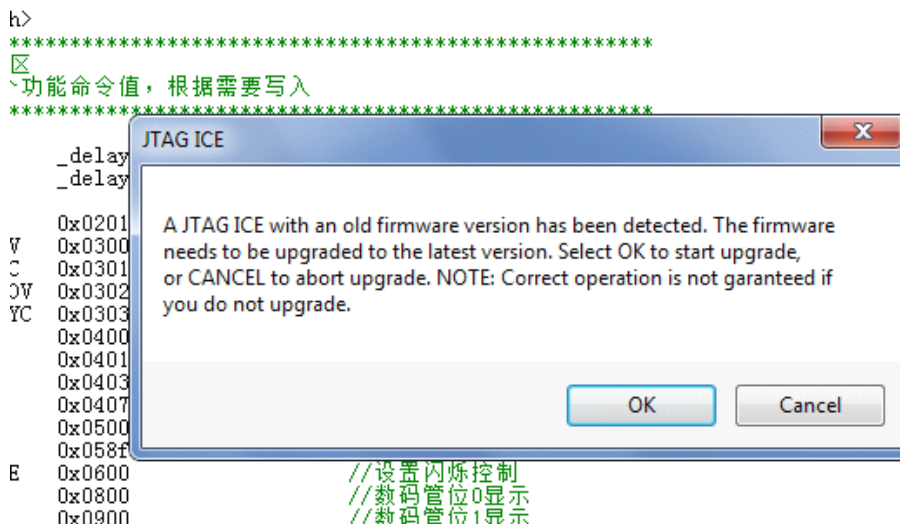 h>
*****************************************************
区
功能命令值，根据需要写入
*****************************************************
JTAG ICE
_delay
_delay
A JTAG ICE with an old firmware version has been detected. The firmware
needs to be upgraded to the latest version. Select OK to start upgrade,
or CANCEL to abort upgrade. NOTE: Correct operation is not garanteed if
you do not upgrade.
0x0201
V 0x0300
C 0x0301
OV 0x0302
YC 0x0303
0x0400
0x0401
0x0403
0x0407
0x0500
0x058f
OK Cancel
E 0x0600 //设置闪烁控制
0x0800 //数码管位0显示
0x0900 //数码管位1显示